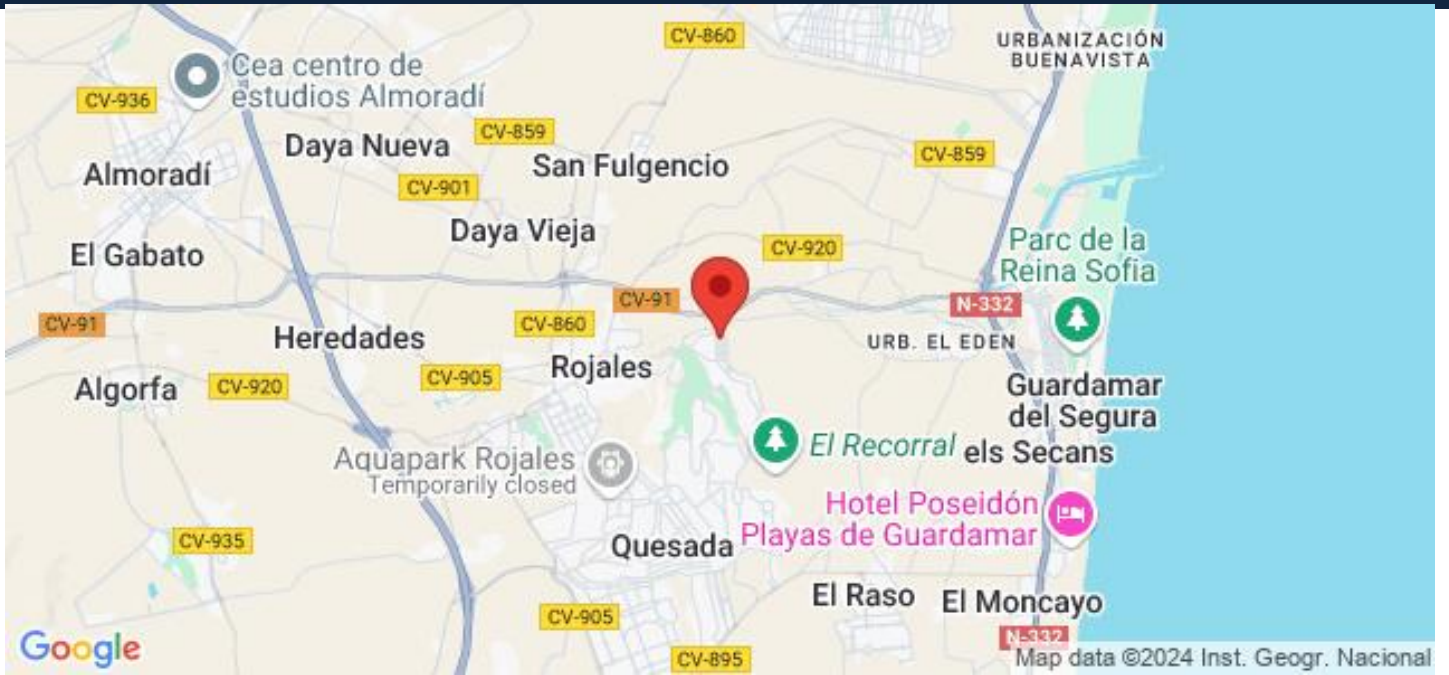 CV-860
URBANIZACIÓN
BUENAVISTA
Cea centro de
estudios Almoradí
CV-936
Daya Nueva
CV-859
San Fulgencio
CV-859
Almoradí
CV-901
Daya Vieja
CV-920
Parc de la
Reina Sofia
El Gabato
CV-91
N-332
CV-91
CV-860
Heredades
URB. EL EDEN
Rojales
CV-905
Algorfa
CV-920
Guardamar
del Segura
El Recorral
els Secans
Aquapark Rojales
Temporarily closed
Hotel Poseidón
Playas de Guardamar
CV-935
Quesada
El Raso
El Moncayo
CV-905
N-332
Google
CV-895
Map data ©2024 Inst. Geogr. Nacional